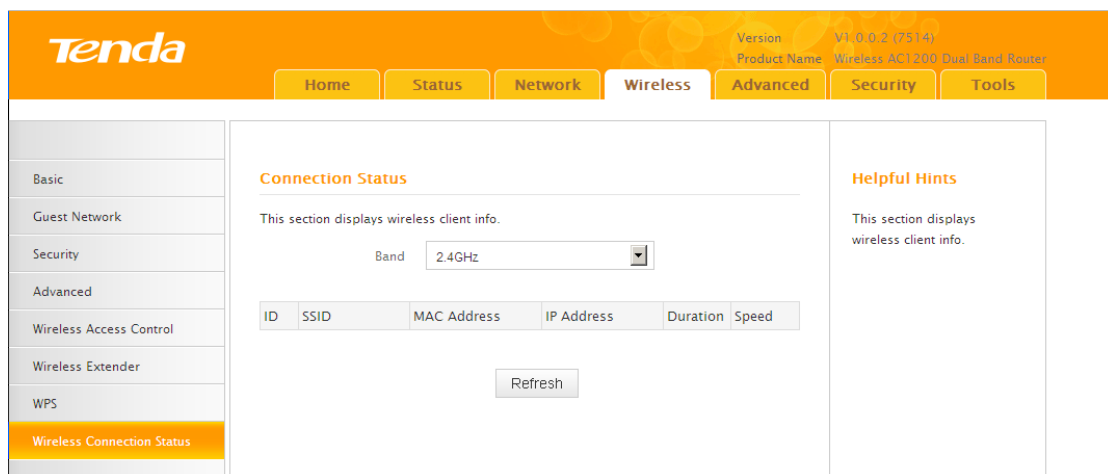 Tenda
Version V1.0.0.2 (7514)
Product Name Wireless AC1200 Dual Band Router
Home Status Network Wireless Advanced Security Tools
Basic
Guest Network
Security
Advanced
Wireless Access Control
Wireless Extender
WPS
Wireless Connection Status
Connection Status
This section displays wireless client info.
Band 2.4GHz
ID SSID MAC Address IP Address Duration Speed
Refresh
Helpful Hints
This section displays
wireless client info.